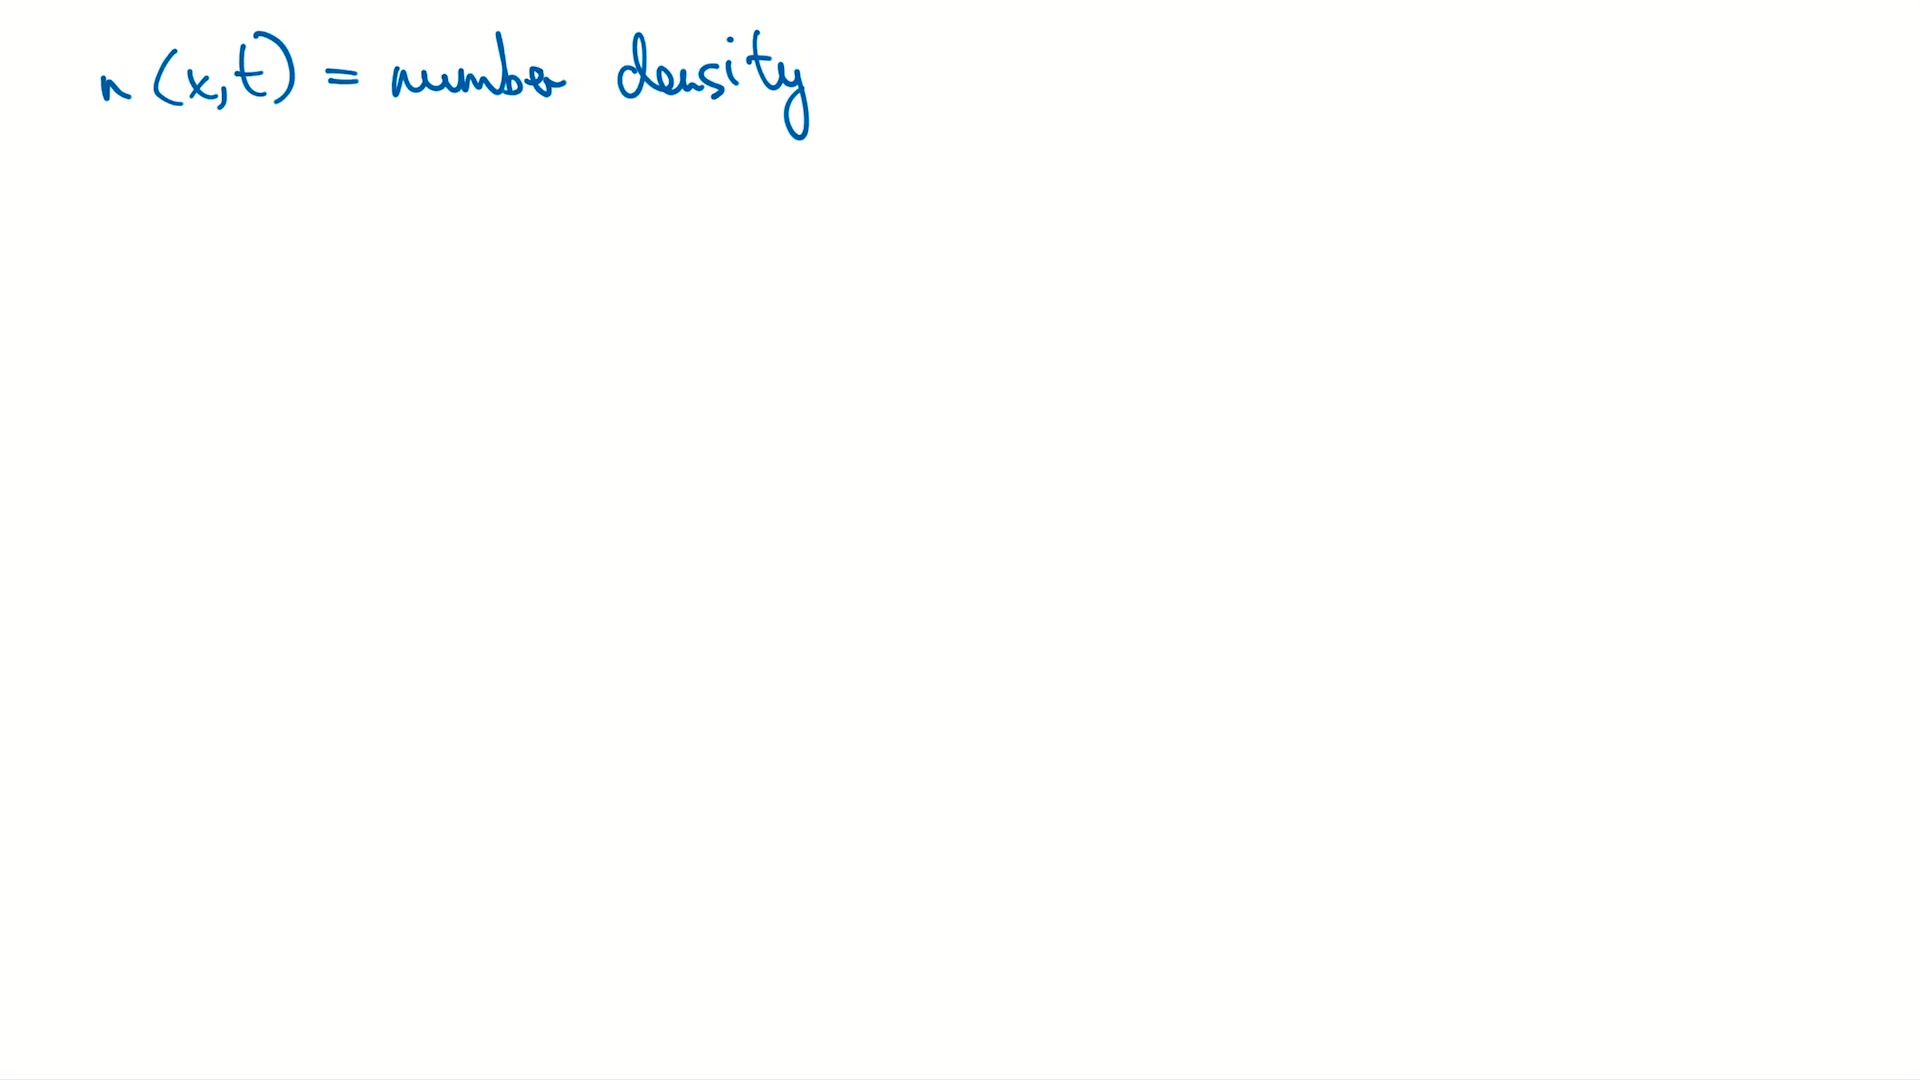 n (x,t) = number density